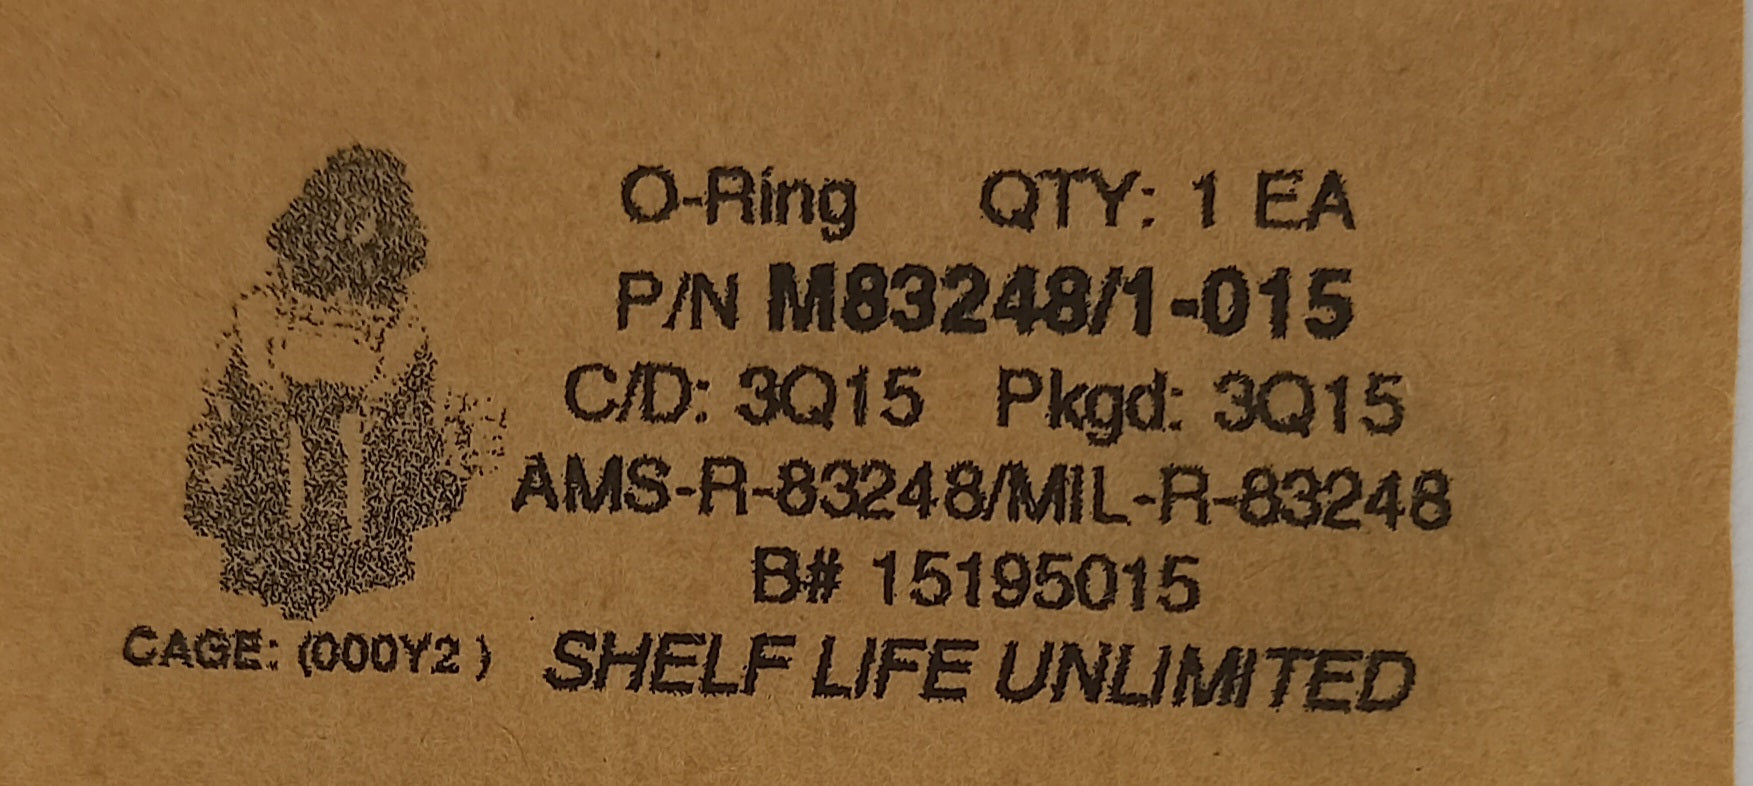 O-Ring QTY: 1 EA
P/N M83248/1-015
C/D: 3Q15 Pkgd: 3Q15
AMS-R-83248/MIL-R-83248
B# 15195015
CAGE: (000Y2 ) SHELF LIFE UNLIMITED